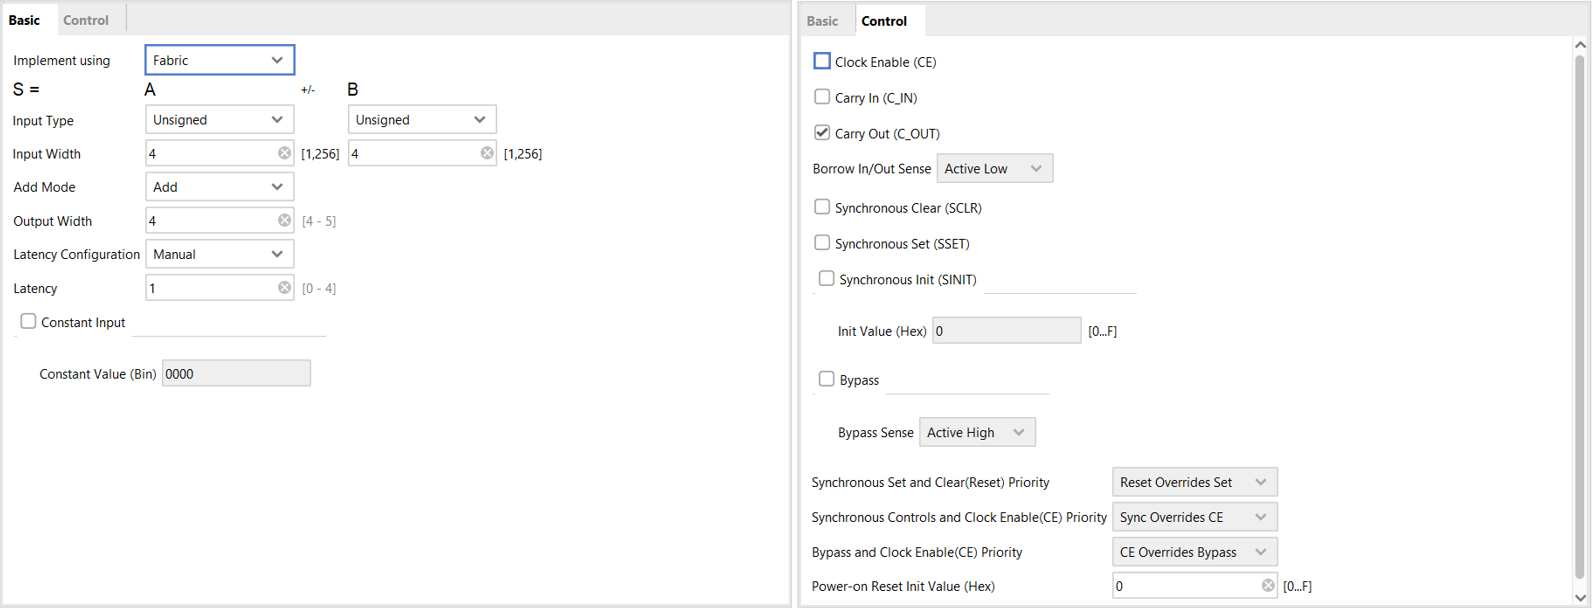 Basic Control
Implement using Fabric
S = A +/- B
Input Type Unsigned Unsigned
Input Width 4 [1,256] 4 [1,256]
Add Mode Add
Output Width 4 [4 - 5]
Latency Configuration Manual
Latency 1 [0 - 4]
Constant Input
Constant Value (Bin) 0000
Basic Control
Clock Enable (CE)
Carry In (C_IN)
Carry Out (C_OUT)
Borrow In/Out Sense Active Low
Synchronous Clear (SCLR)
Synchronous Set (SSET)
Synchronous Init (SINIT)
Init Value (Hex) 0 [0...F]
Bypass
Bypass Sense Active High
Synchronous Set and Clear(Reset) Priority Reset Overrides Set
Synchronous Controls and Clock Enable(CE) Priority Sync Overrides CE
Bypass and Clock Enable(CE) Priority CE Overrides Bypass
Power-on Reset Init Value (Hex) 0 [0...F]